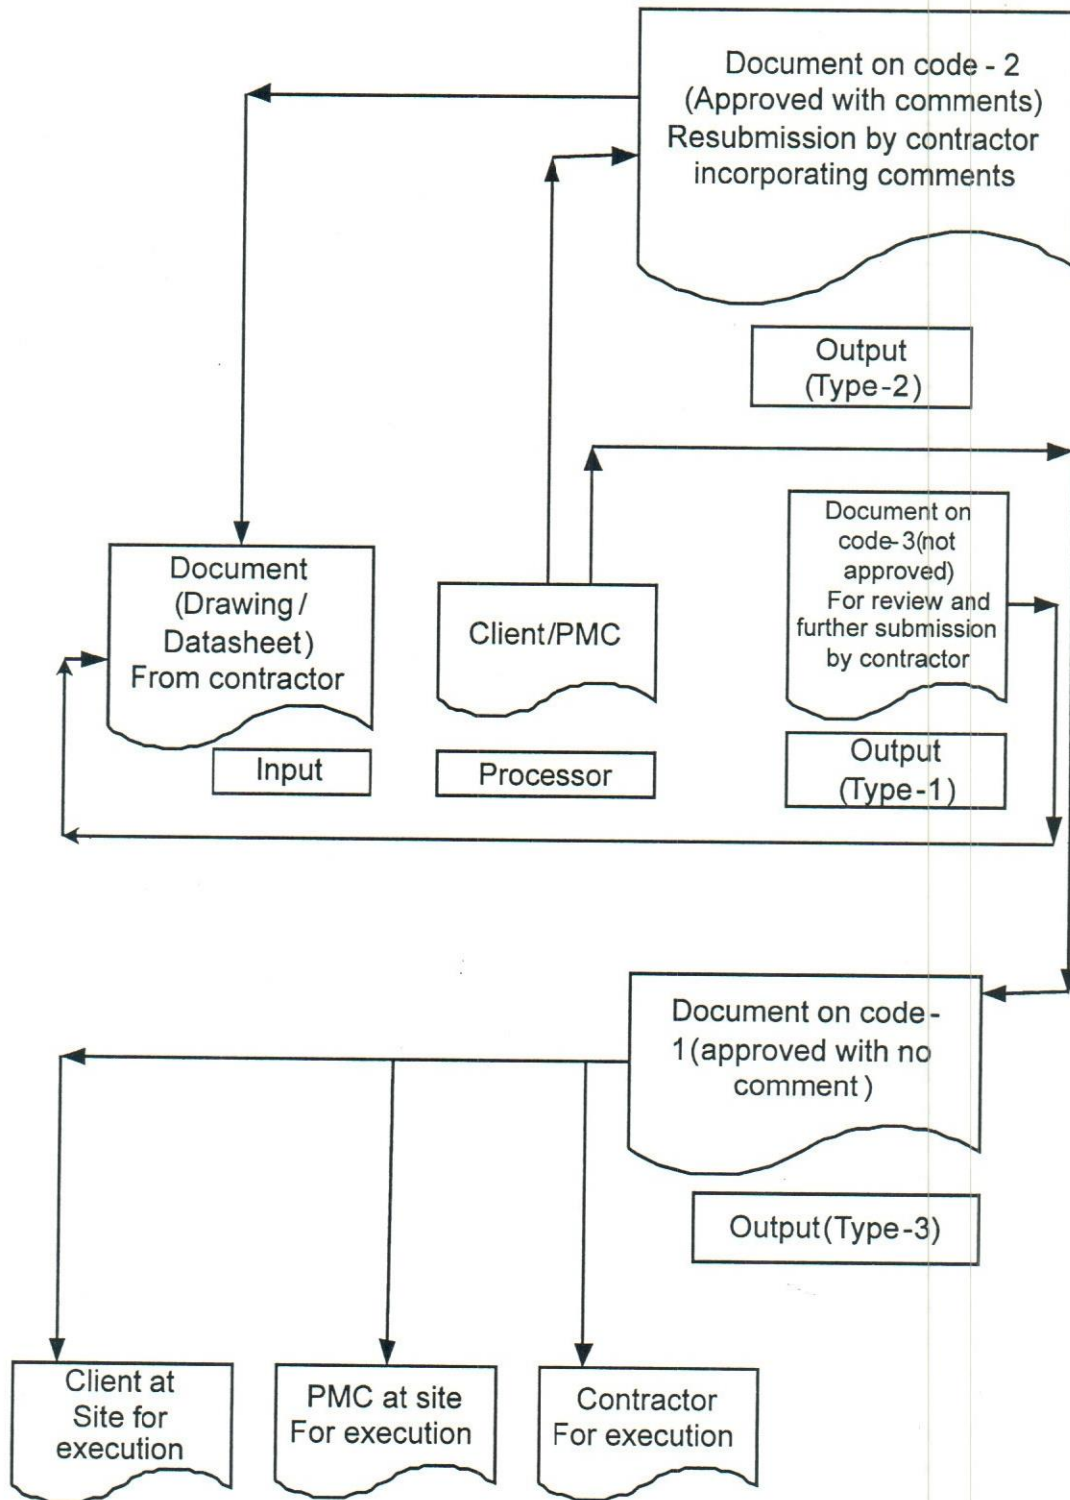 Document on code - 2
(Approved with comments)
Resubmission by contractor
incorporating comments
Output
(Type-2)
Document
(Drawing /
Datasheet)
From contractor
Input
Client/PMC
Processor
Document on
code-3(not
approved)
For review and
further submission
by contractor
Output
(Type-1)
Document on code-
1(approved with no
comment)
Output(Type-3)
Client at
Site for
execution
PMC at site
For execution
Contractor
For execution